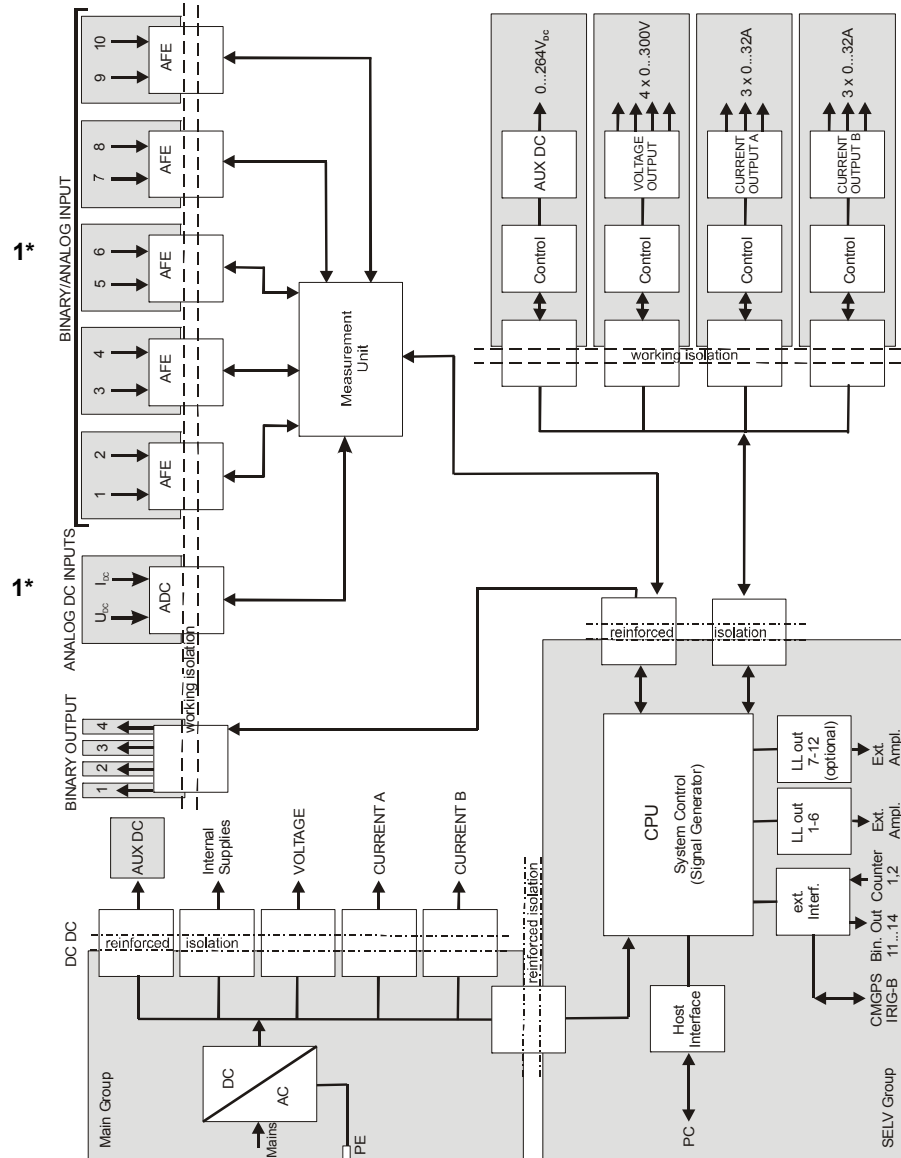 1*
1*
BINARY/ANALOG INPUT
10
9
AFE
8
7
AFE
6
5
AFE
4
3
AFE
2
1
AFE
Measurement
Unit
ANALOG DC INPUTS
I DC
U DC
ADC
working isolation
BINARY OUTPUT
4
3
2
1
0...264V DC
AUX DC
Control
4 x 0...300V
VOLTAGE
OUTPUT
Control
3 x 0...32A
CURRENT
OUTPUT A
Control
3 x 0...32A
CURRENT
OUTPUT B
Control
working isolation
reinforced
isolation
AUX DC
Internal
Supplies
VOLTAGE
CURRENT A
CURRENT B
DC DC
reinforced
isolation
reinforced isolation
Main Group
DC
AC
Mains
PE
CPU
System Control
(Signal Generator)
Host
Interface
PC
LL out
7-12
(optional)
Ext.
Ampl.
LL out
1-6
Ext.
Ampl.
ext.
Interf.
Counter
1,2
Bin. Out
11...14
CMGPS
IRIG-B
SELV Group